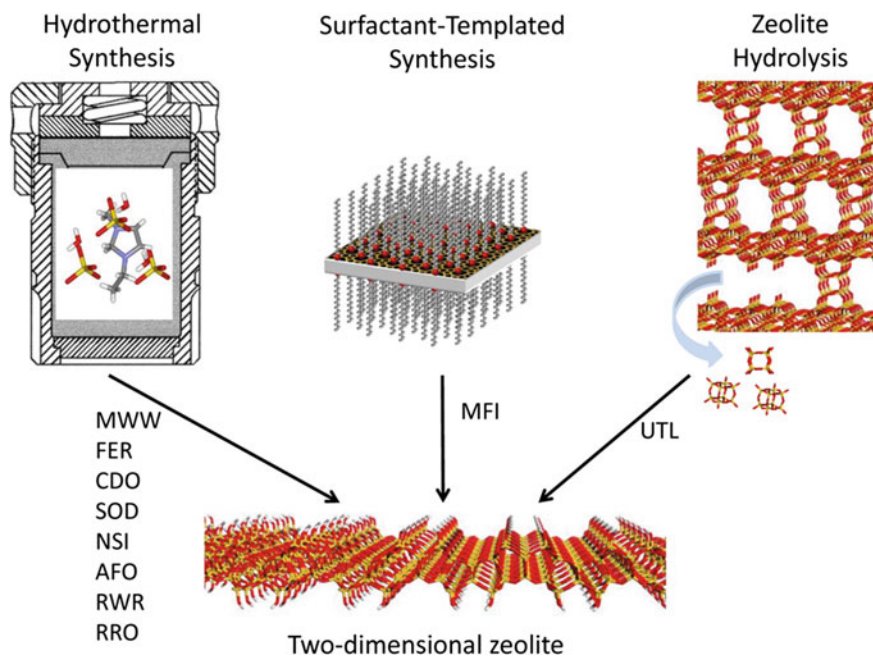 Hydrothermal
Synthesis
Surfactant-Templated
Synthesis
Zeolite
Hydrolysis
MWW
FER
CDO
SOD
NSI
AFO
RWR
RRO
MFI
UTL
Two-dimensional zeolite